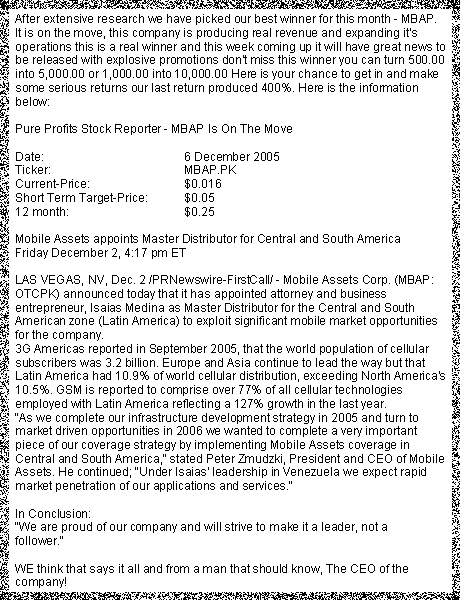 After extensive research we have picked our best winner for this month - MBAP.
It is on the move, this company is producing real revenue and expanding it's
operations this is a real winner and this week coming up it will have great news to
be released with explosive promotions don't miss this winner you can turn 500.00
into 5,000.00 or 1,000.00 into 10,000.00 Here is your chance to get in and make
some serious returns our last return produced 400%. Here is the information
below:
Pure Profits Stock Reporter - MBAP Is On The Move
Date: 6 December 2005
Ticker: MBAP.PK
Current-Price: $0.016
Short Term Target-Price: $0.05
12 month: $0.25
Mobile Assets appoints Master Distributor for Central and South America
Friday December 2, 4:17 pm ET
LAS VEGAS, NV, Dec. 2 /PRNewswire-FirstCall/ - Mobile Assets Corp. (MBAP:
OTCPK) announced today that it has appointed attorney and business
entrepreneur, Isaias Medina as Master Distributor for the Central and South
American zone (Latin America) to exploit significant mobile market opportunities
for the company.
3G Americas reported in September 2005, that the world population of cellular
subscribers was 3.2 billion. Europe and Asia continue to lead the way but that
Latin America had 10.9% of world cellular distribution, exceeding North America's
10.5%. GSM is reported to comprise over 77% of all cellular technologies
employed with Latin America reflecting a 127% growth in the last year.
"As we complete our infrastructure development strategy in 2005 and turn to
market driven opportunities in 2006 we wanted to complete a very important
piece of our coverage strategy by implementing Mobile Assets coverage in
Central and South America," stated Peter Zmudzki, President and CEO of Mobile
Assets. He continued; "Under Isaias' leadership in Venezuela we expect rapid
market penetration of our applications and services."
In Conclusion:
"We are proud of our company and will strive to make it a leader, not a
follower."
WE think that says it all and from a man that should know, The CEO of the
company!